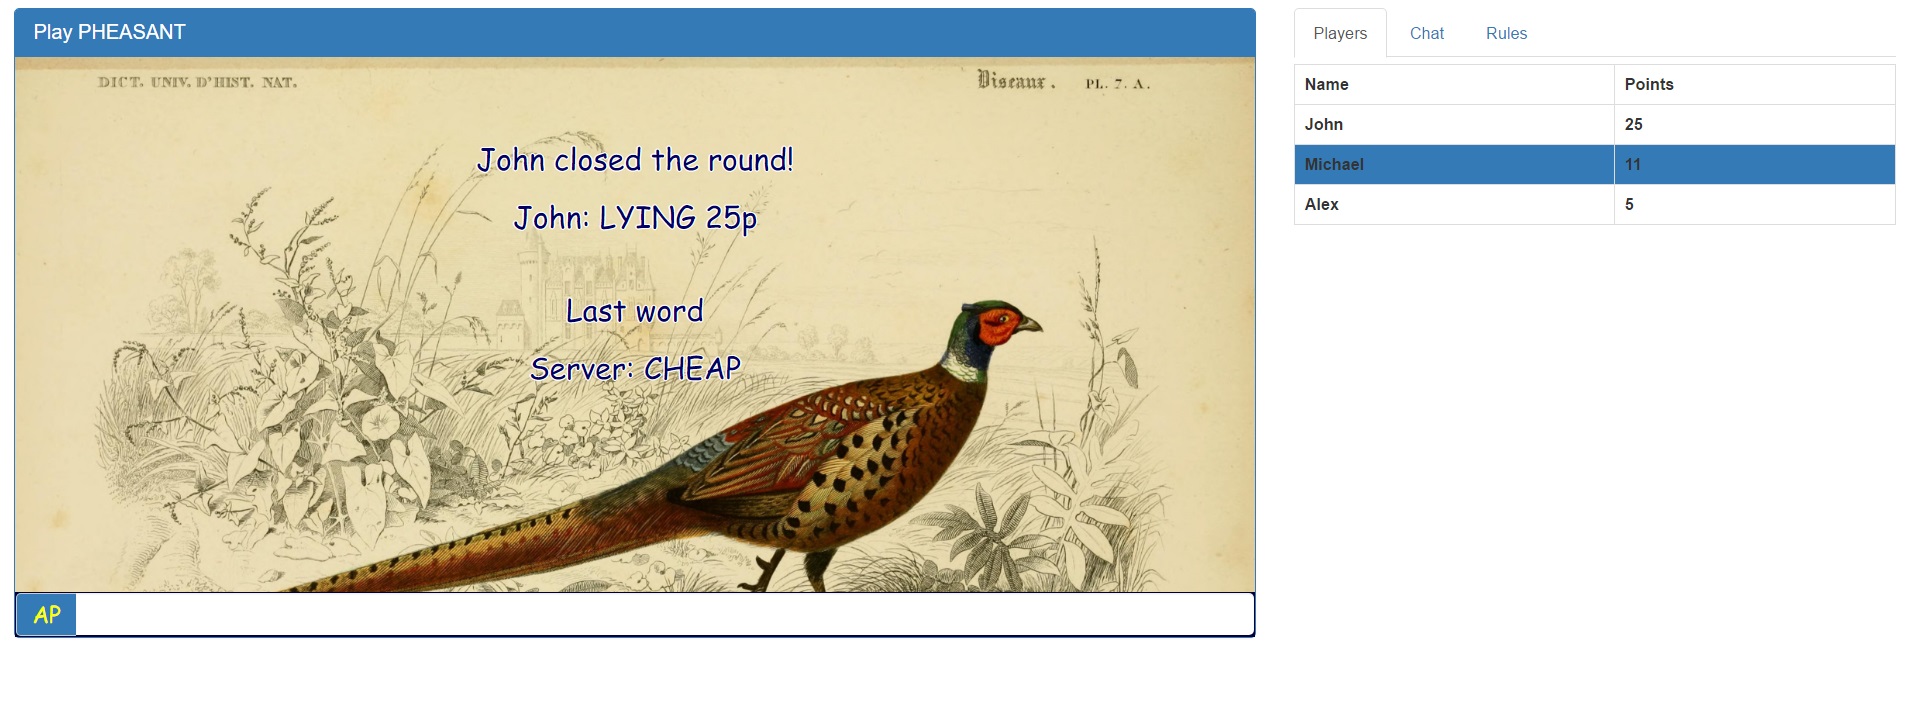 Play PHEASANT
DICT. UNIV. D'HIST. NAT.
Oiseaux. PL. 7. A.
John closed the round!
John: LYING 25p
Last word
Server: CHEAP
AP
Players Chat Rules
Name Points
John 25
Michael 11
Alex 5